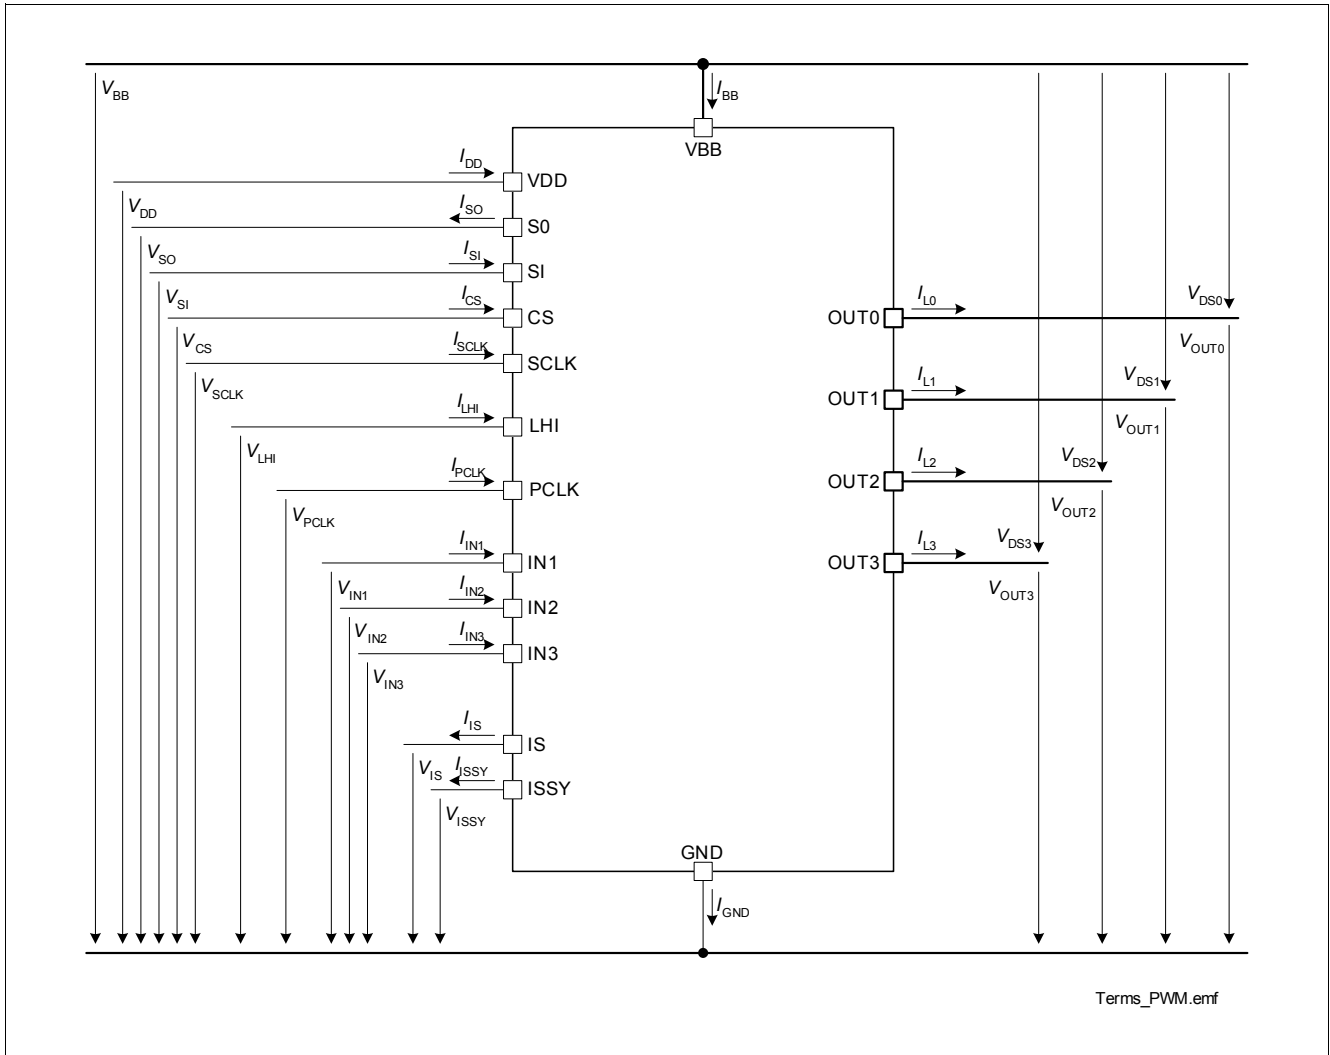 VBB
IBB
VBB
IDD
VDD
VDD
ISO
S0
VSO
ISI
SI
VSI
ICS
CS
VCS
ISCLK
SCLK
VSCLK
ILHI
LHI
VLHI
IPCLK
PCLK
VPCLK
IIN1
IN1
VIN1
IIN2
IN2
VIN2
IIN3
IN3
VIN3
IIS
IS
VIS
IISSY
ISSY
VISSY
OUT0
IL0
VDS0
VOUT0
OUT1
IL1
VDS1
VOUT1
OUT2
IL2
VDS2
VOUT2
OUT3
IL3
VDS3
VOUT3
GND
IGND
Terms_PWM.emf